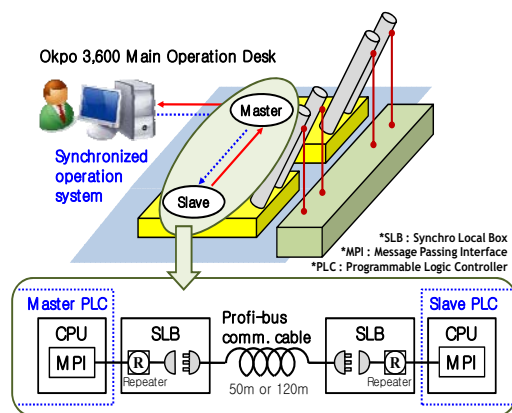 Okpo 3,600 Main Operation Desk
Master
Synchronized
operation
system
Slave
*SLB : Synchro Local Box
*MPI : Message Passing Interface
*PLC : Programmable Logic Controller
Master PLC
CPU
MPI
SLB
R
Repeater
Profi-bus
comm. cable
50m or 120m
SLB
R
Repeater
Slave PLC
CPU
MPI